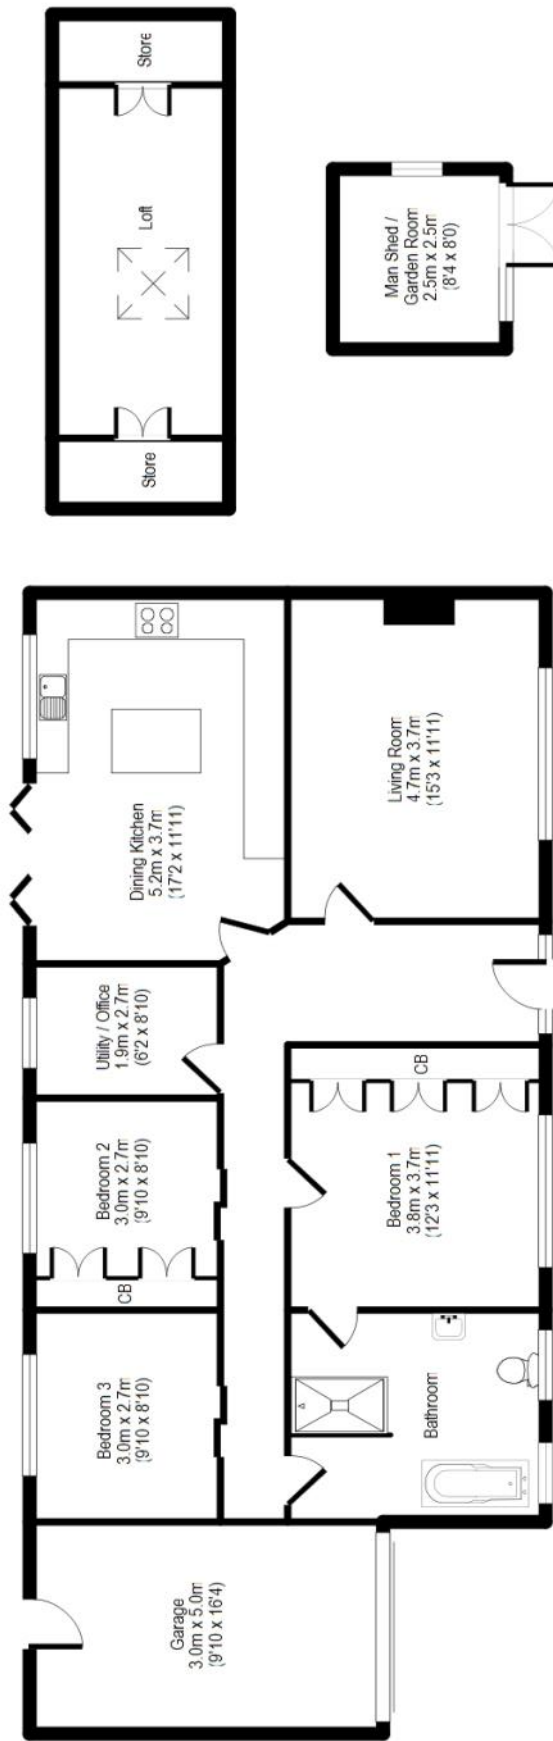 Garage
3.0m x 5.0m
(9'10 x 16'4)
Bedroom 3
3.0m x 2.7m
(9'10 x 8'10)
CB
Bedroom 2
3.0m x 2.7m
(9'10 x 8'10)
Utility / Office
1.9m x 2.7m
(6'2 x 8'10)
Dining Kitchen
5.2m x 3.7m
(17'2 x 11'11)
Bathroom
Bedroom 1
3.8m x 3.7m
(12'3 x 11'11)
CB
Living Room
4.7m x 3.7m
(15'3 x 11'11)
Store
Loft
Store
Man Shed /
Garden Room
2.5m x 2.5m
(8'4 x 8'0)